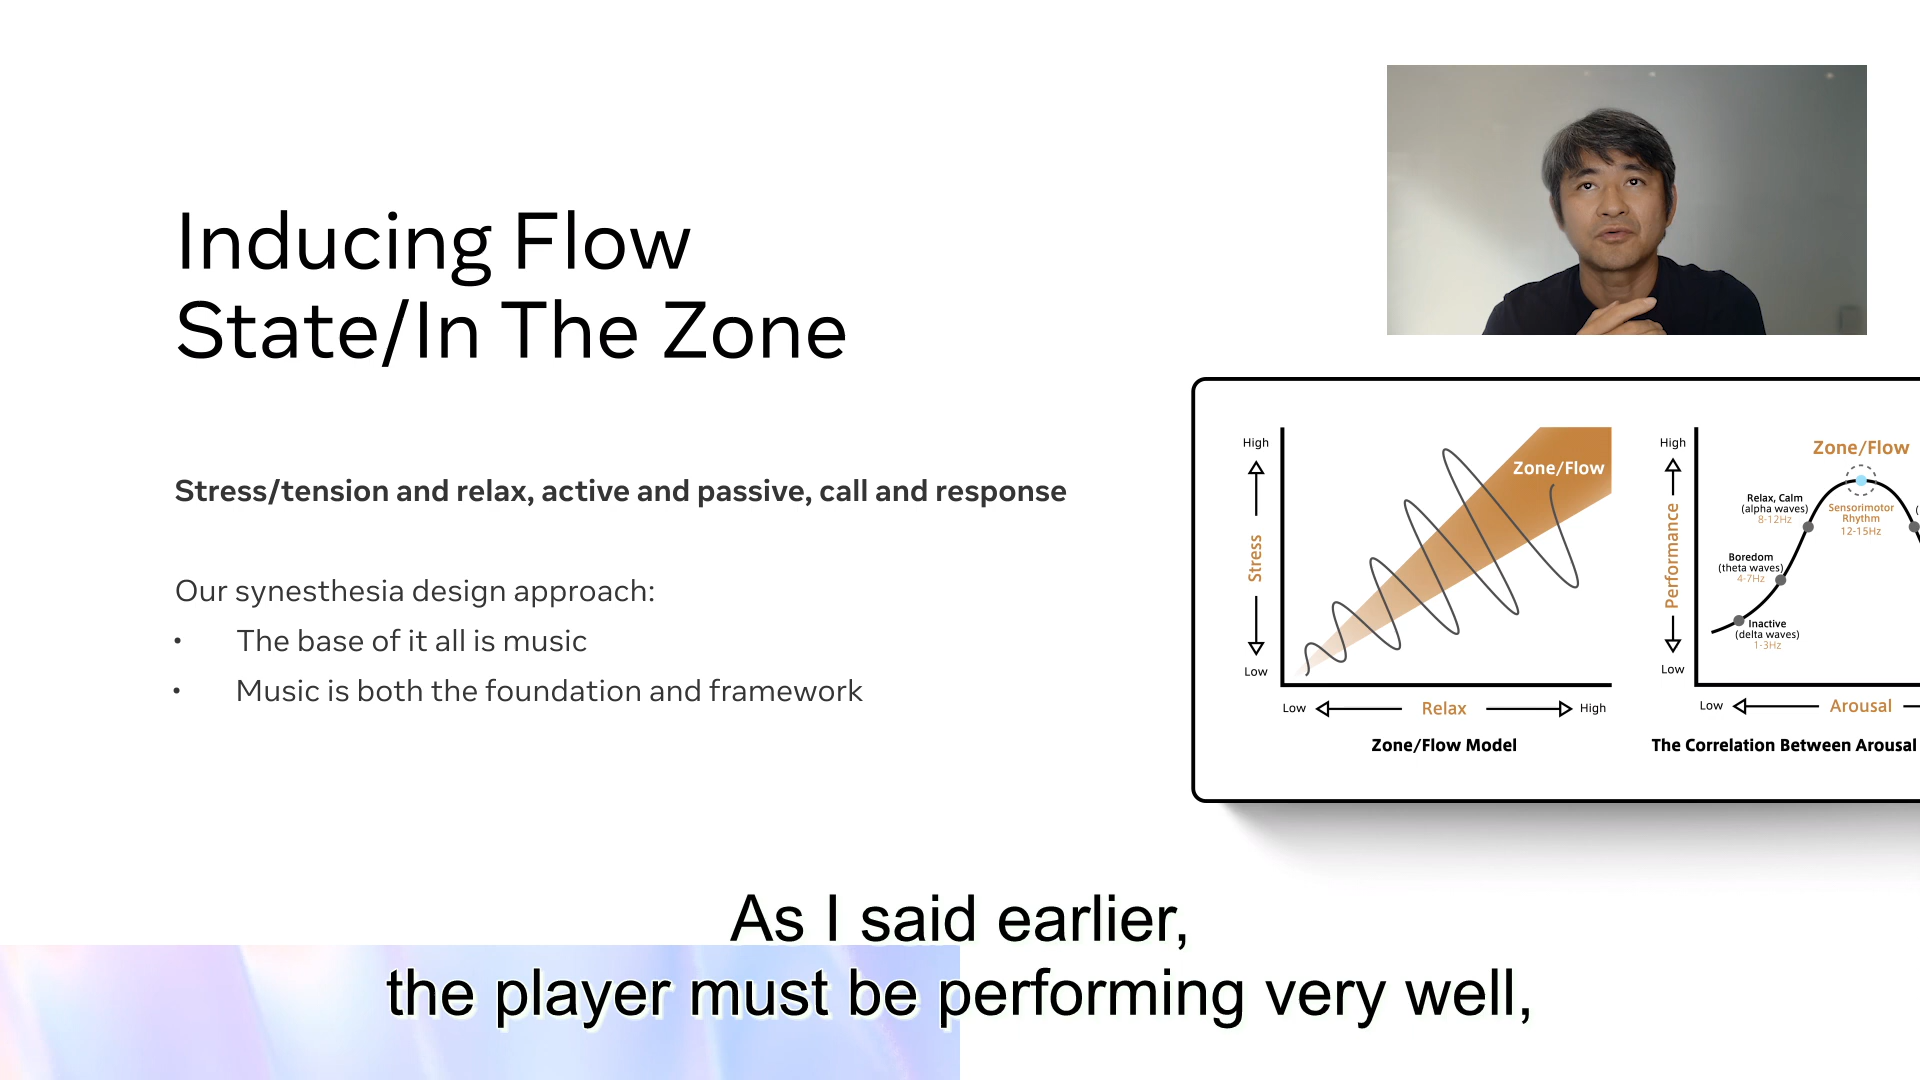 Inducing Flow
State/In The Zone
Stress/tension and relax, active and passive, call and response
Our synesthesia design approach:
• The base of it all is music
• Music is both the foundation and framework
High
Stress
Low
Zone/Flow
Low
Relax
High
Zone/Flow Model
High
Performance
Low
Zone/Flow
Relax, Calm
(alpha waves)
8-12Hz
Sensorimotor
Rhythm
12-15Hz
(
Boredom
(theta waves)
4-7Hz
Inactive
(delta waves)
1-3Hz
Low
Arousal
The Correlation Between Arousal
As I said earlier,
the player must be performing very well,